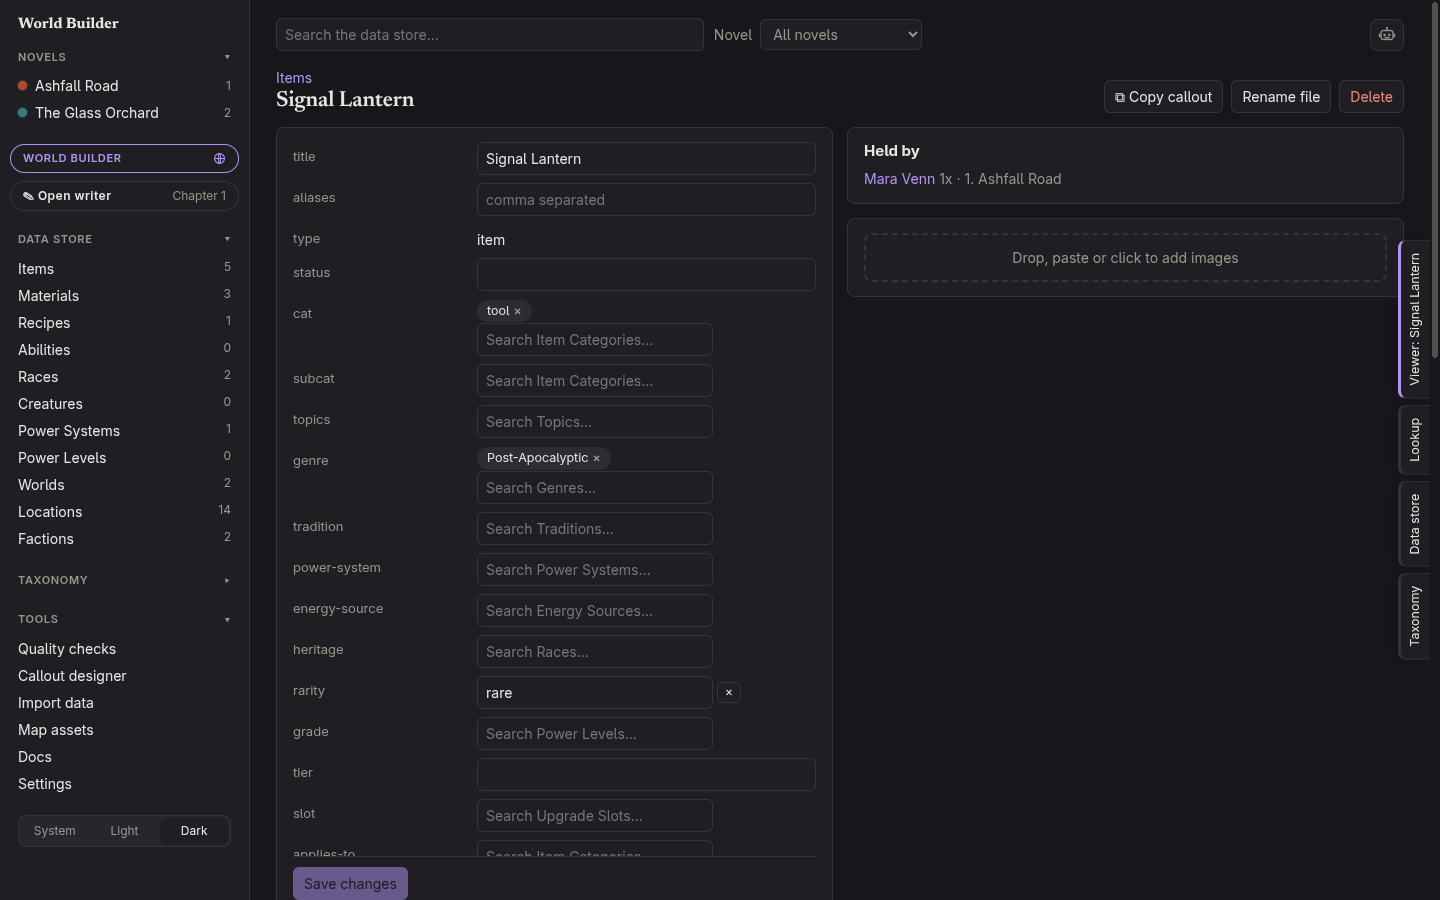 World Builder
NOVELS
Ashfall Road 1
The Glass Orchard 2
WORLD BUILDER
Open writer Chapter 1
DATA STORE
Items 5
Materials 3
Recipes 1
Abilities 0
Races 2
Creatures 0
Power Systems 1
Power Levels 0
Worlds 2
Locations 14
Factions 2
TAXONOMY
TOOLS
Quality checks
Callout designer
Import data
Map assets
Docs
Settings
System Light Dark
Search the data store... Novel All novels
Items
Signal Lantern
Copy callout Rename file Delete
title Signal Lantern
aliases comma separated
type item
status
cat tool ×
Search Item Categories...
subcat Search Item Categories...
topics Search Topics...
genre Post-Apocalyptic ×
Search Genres...
tradition Search Traditions...
power-system Search Power Systems...
energy-source Search Energy Sources...
heritage Search Races...
rarity rare ×
grade Search Power Levels...
tier
slot Search Upgrade Slots...
applies-to Search Item Categories...
Save changes
Held by
Mara Venn 1x · 1. Ashfall Road
Drop, paste or click to add images
Viewer: Signal Lantern
Lookup
Data store
Taxonomy